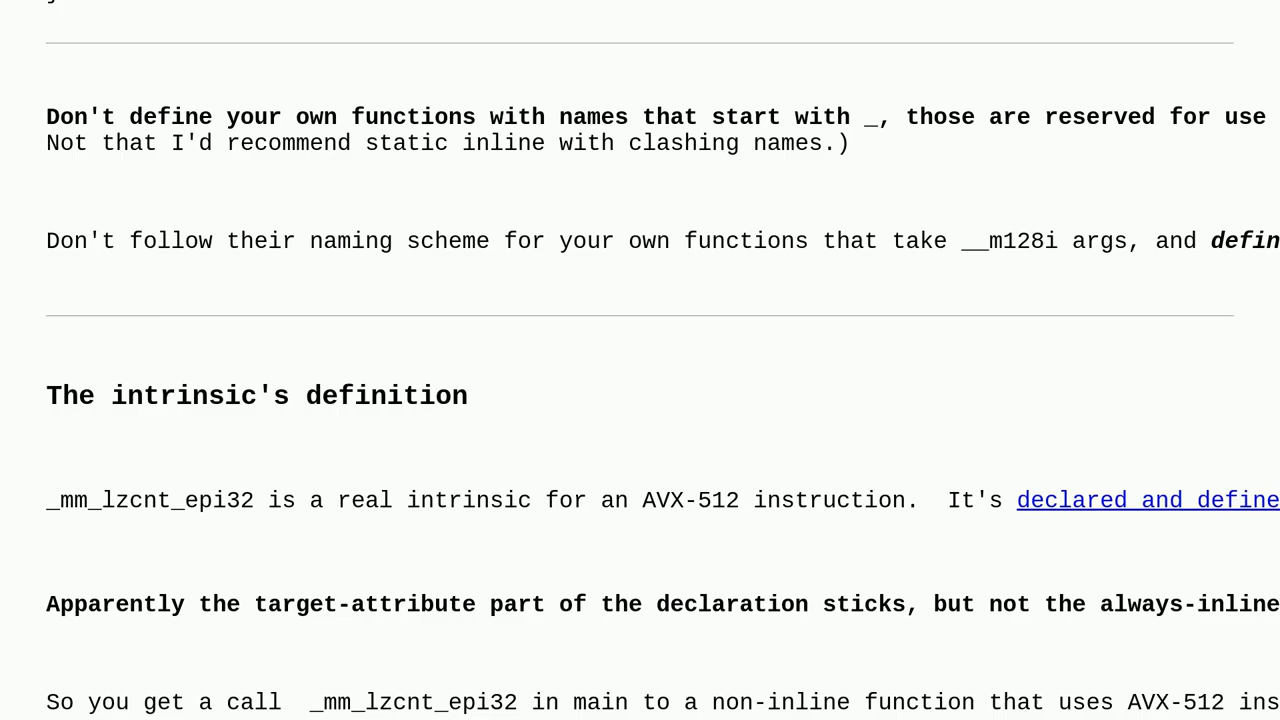 Don't define your own functions with names that start with _, those are reserved for use
Not that I'd recommend static inline with clashing names.)
Don't follow their naming scheme for your own functions that take __m128i args, and defin
The intrinsic's definition
_mm_lzcnt_epi32 is a real intrinsic for an AVX-512 instruction.  It's declared and define
Apparently the target-attribute part of the declaration sticks, but not the always-inline
So you get a call  _mm_lzcnt_epi32 in main to a non-inline function that uses AVX-512 ins